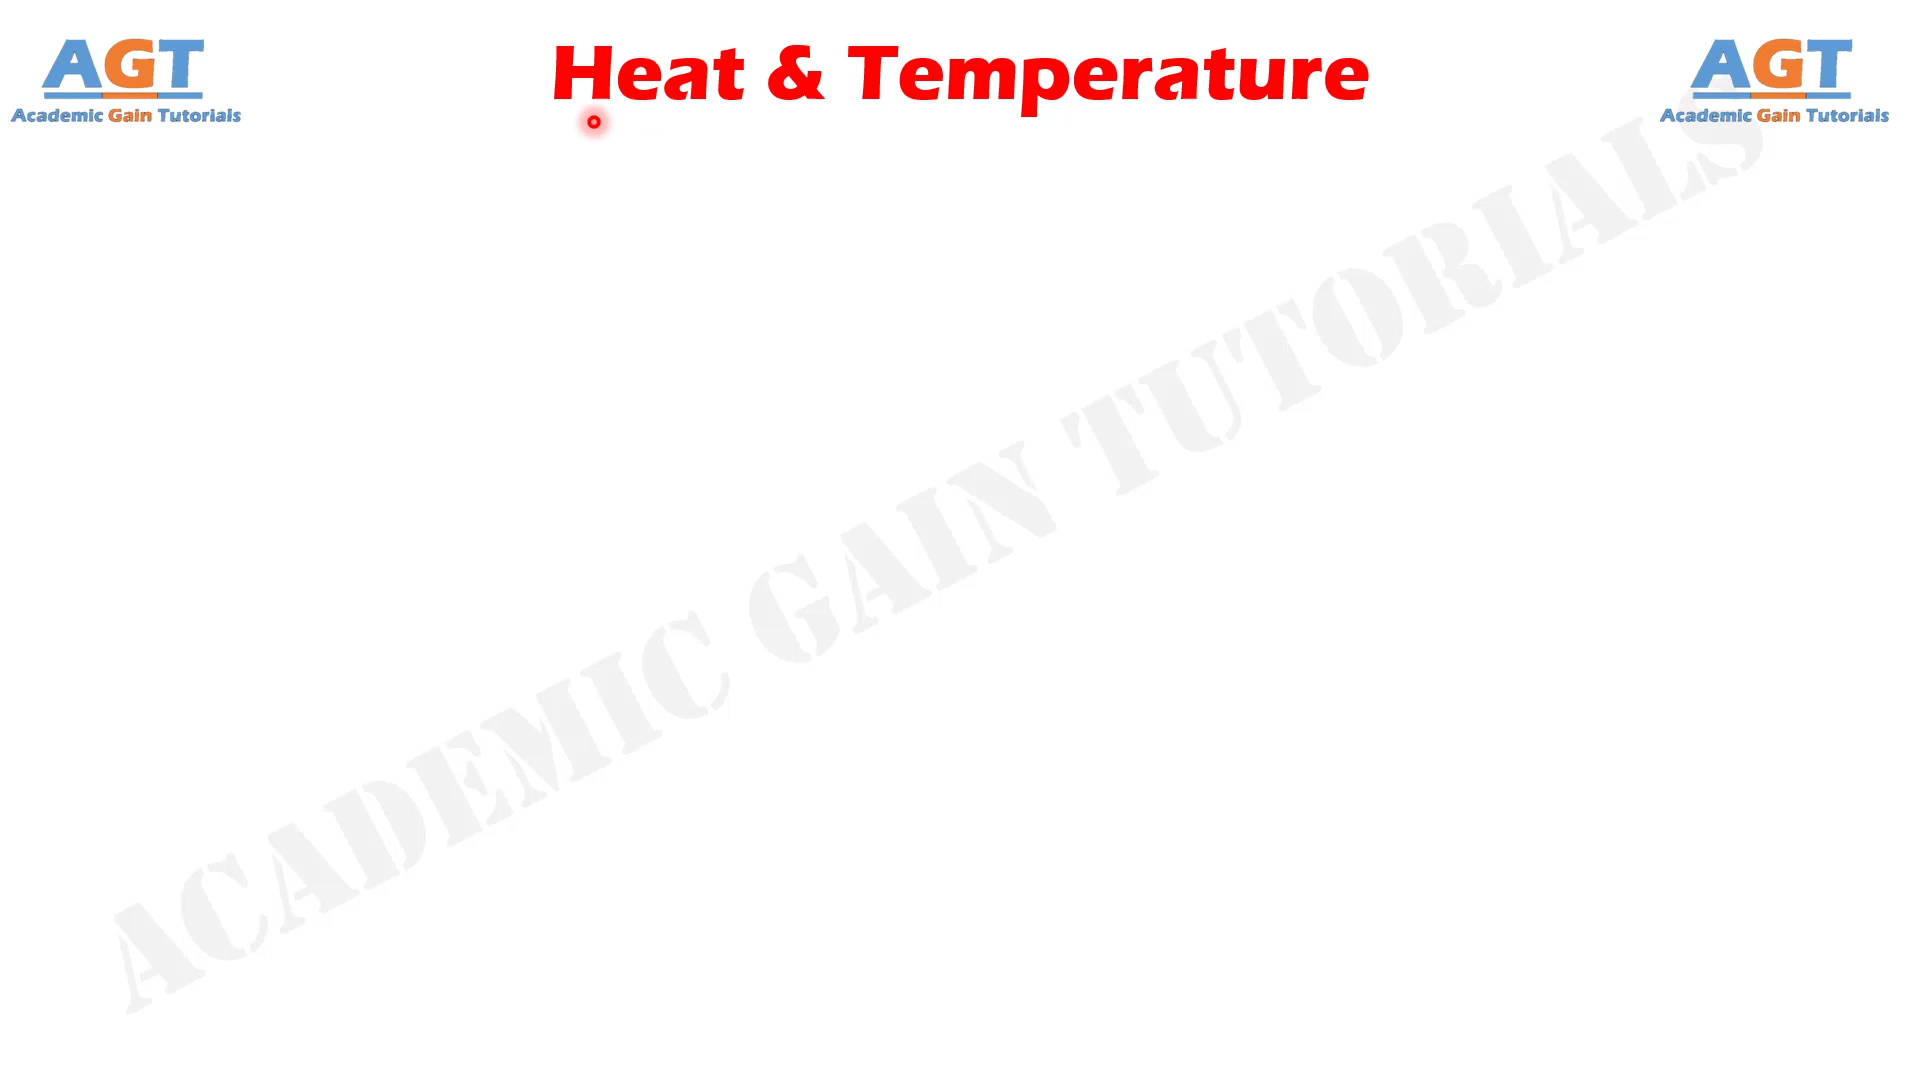 AGT
Academic Gain Tutorials
Heat & Temperature
AGT
Academic Gain Tutorials
ACADEMIC GAIN TUTORIALS